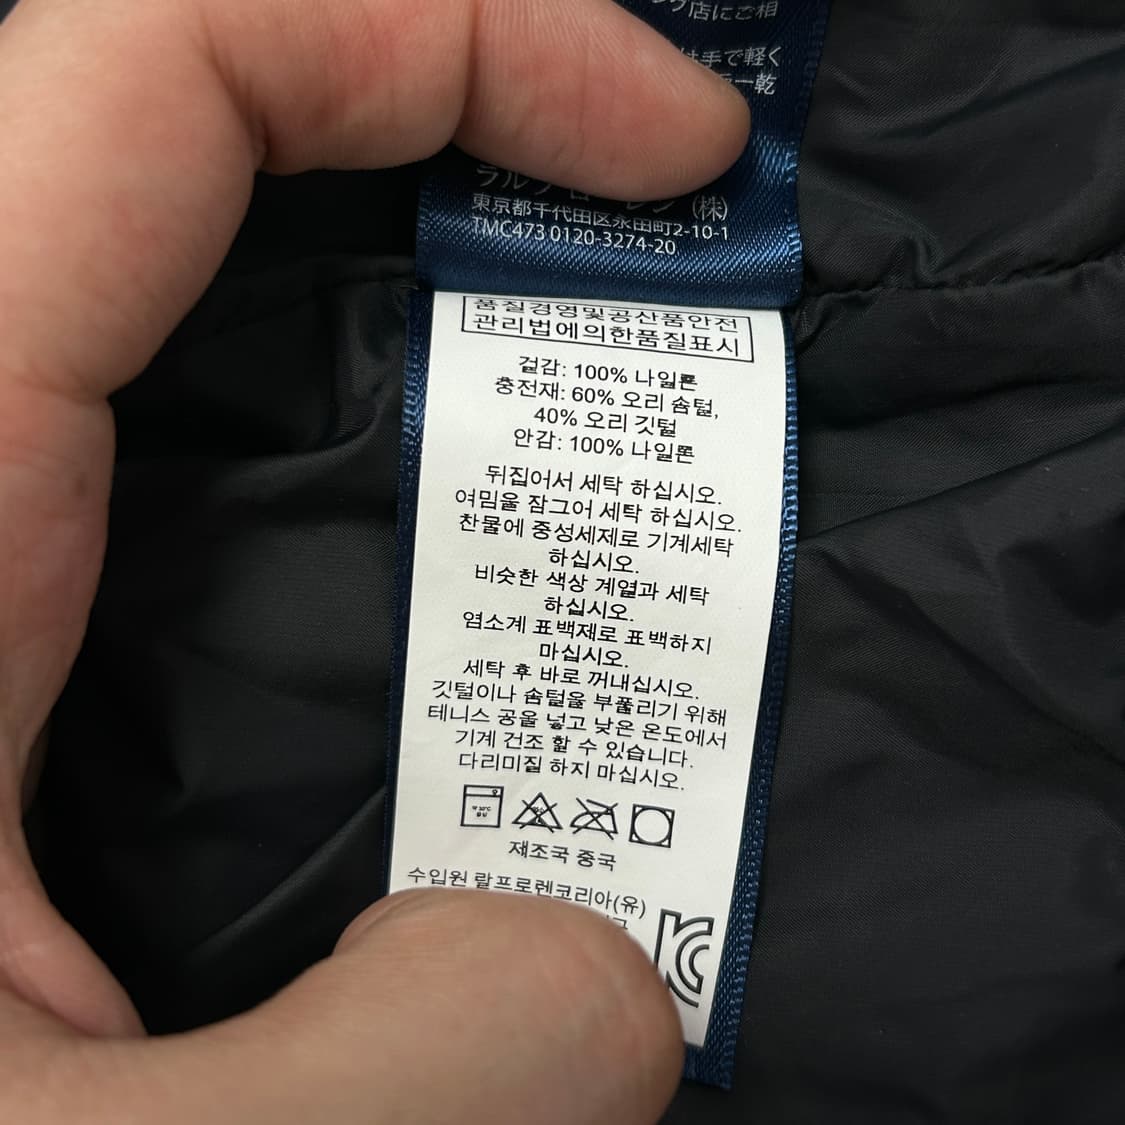 店にご相
手で軽く
乾
(株)
東京都千代田区永田町2-10-1
TMC473 0120-3274-20
품질경영및공산품안전
관리법에의한품질표시
겉감: 100% 나일론
충전재: 60% 오리 솜털,
40% 오리 깃털
안감: 100% 나일론
뒤집어서 세탁 하십시오.
여밈을 잠그어 세탁 하십시오.
찬물에 중성세제로 기계세탁
하십시오.
비슷한 색상 계열과 세탁
하십시오.
염소계 표백제로 표백하지
마십시오.
세탁 후 바로 꺼내십시오.
깃털이나 솜털을 부풀리기 위해
테니스 공을 넣고 낮은 온도에서
기계 건조 할 수 있습니다.
다리미질 하지 마십시오.
제조국 중국
수입원 랄프로렌코리아(유)
KC